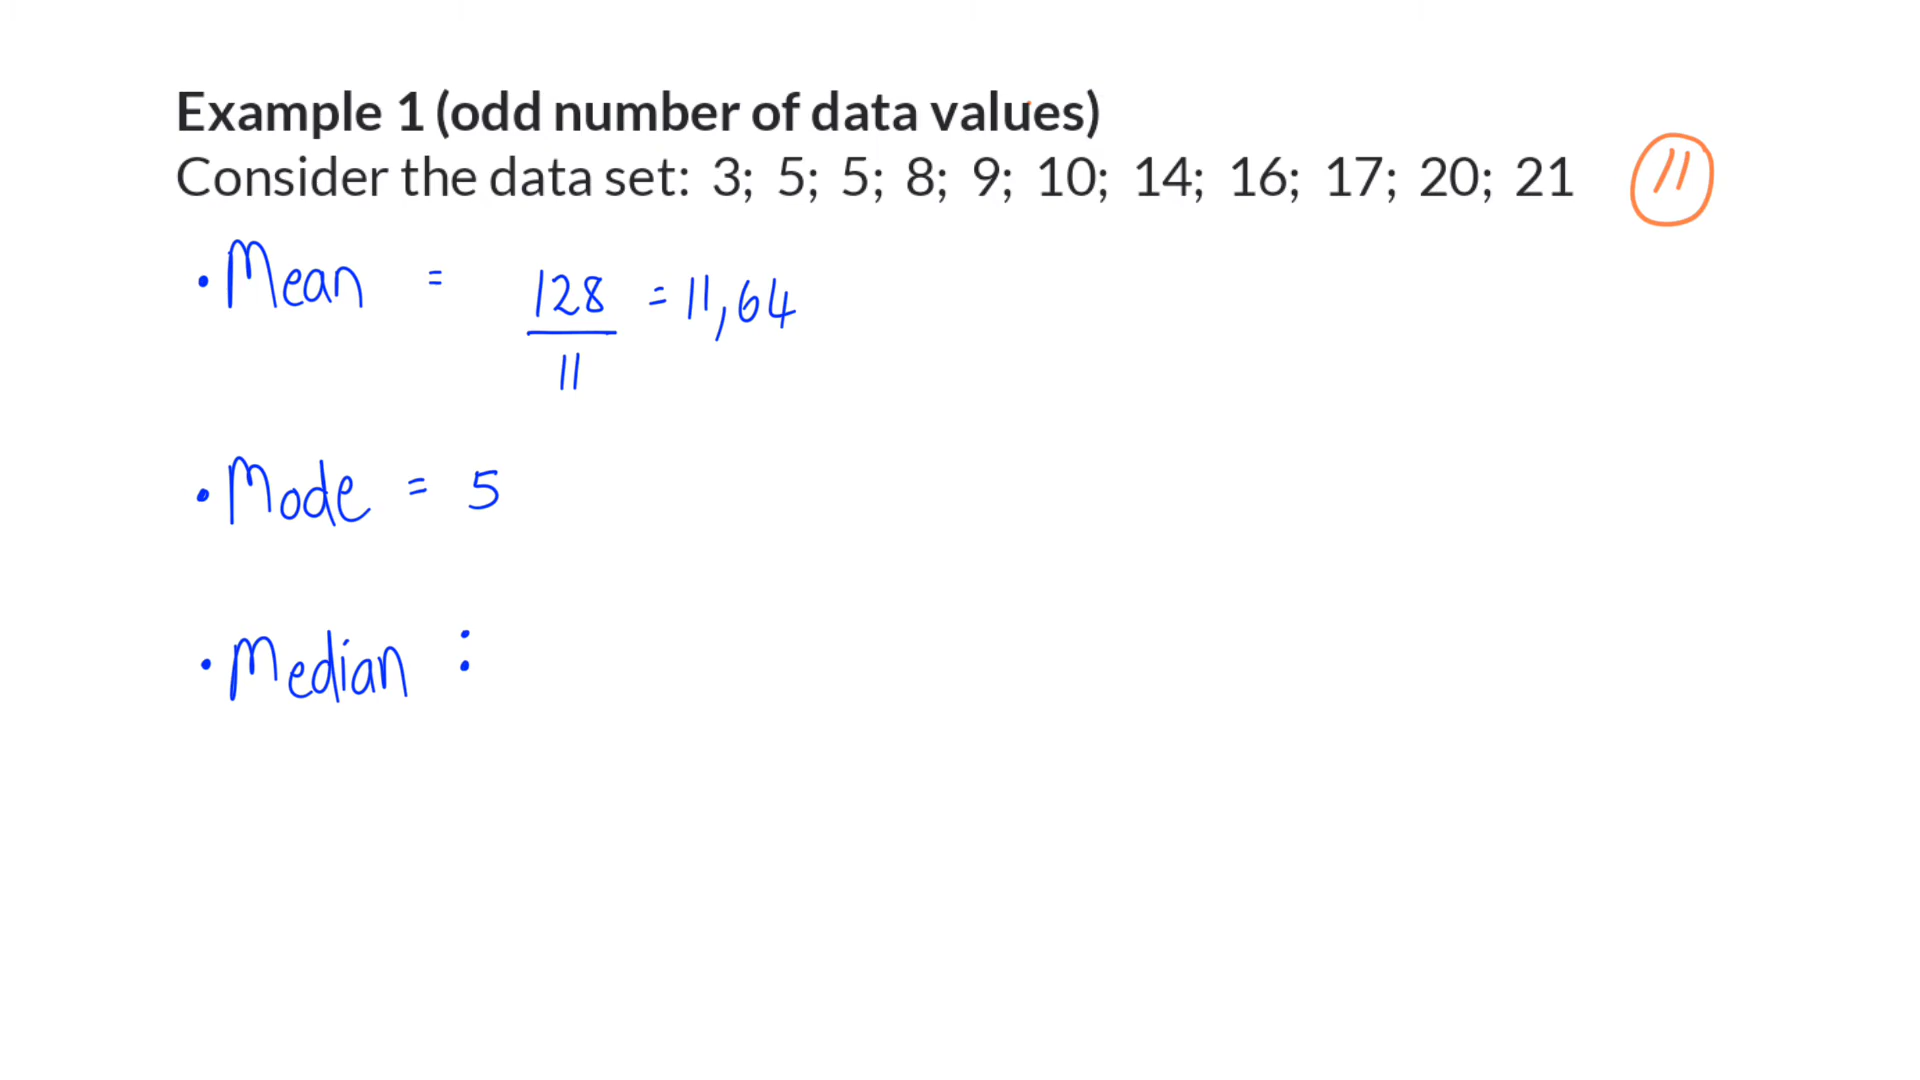 Example 1 (odd number of data values)
Consider the data set: 3; 5; 5; 8; 9; 10; 14; 16; 17; 20; 21 11
• Mean = 128 = 11,64
11
• Mode = 5
• Median :